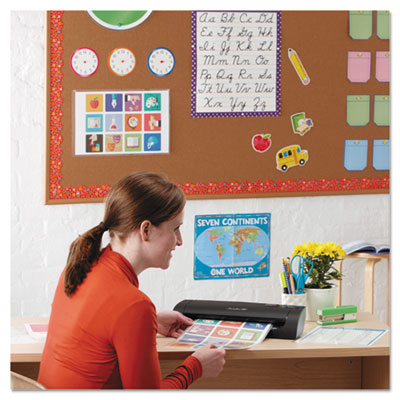 Aa Bb Cc Dd
Ee Ff Gg Hh
Ii Jj Kk Ll
Mm Nn Oo
Pp Qq Rr Ss
Tt Uu Vv Ww
Xx Yy Zz
SEVEN CONTINENTS
ONE WORLD